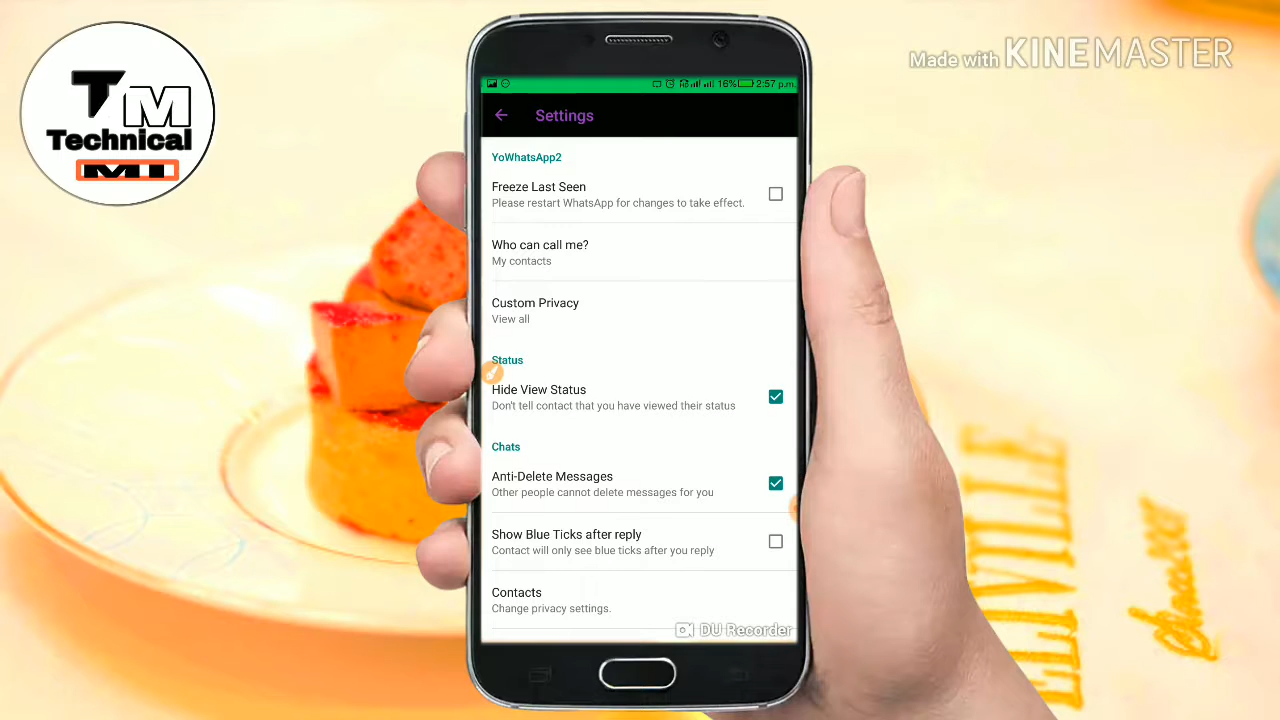 TM
Technical
MI
Made with KINEMASTER
16% 2:57 p.m.
Settings
YoWhatsApp2
Freeze Last Seen
Please restart WhatsApp for changes to take effect.
Who can call me?
My contacts
Custom Privacy
View all
Status
Hide View Status
Don't tell contact that you have viewed their status
Chats
Anti-Delete Messages
Other people cannot delete messages for you
Show Blue Ticks after reply
Contact will only see blue ticks after you reply
Contacts
Change privacy settings.
DU Recorder